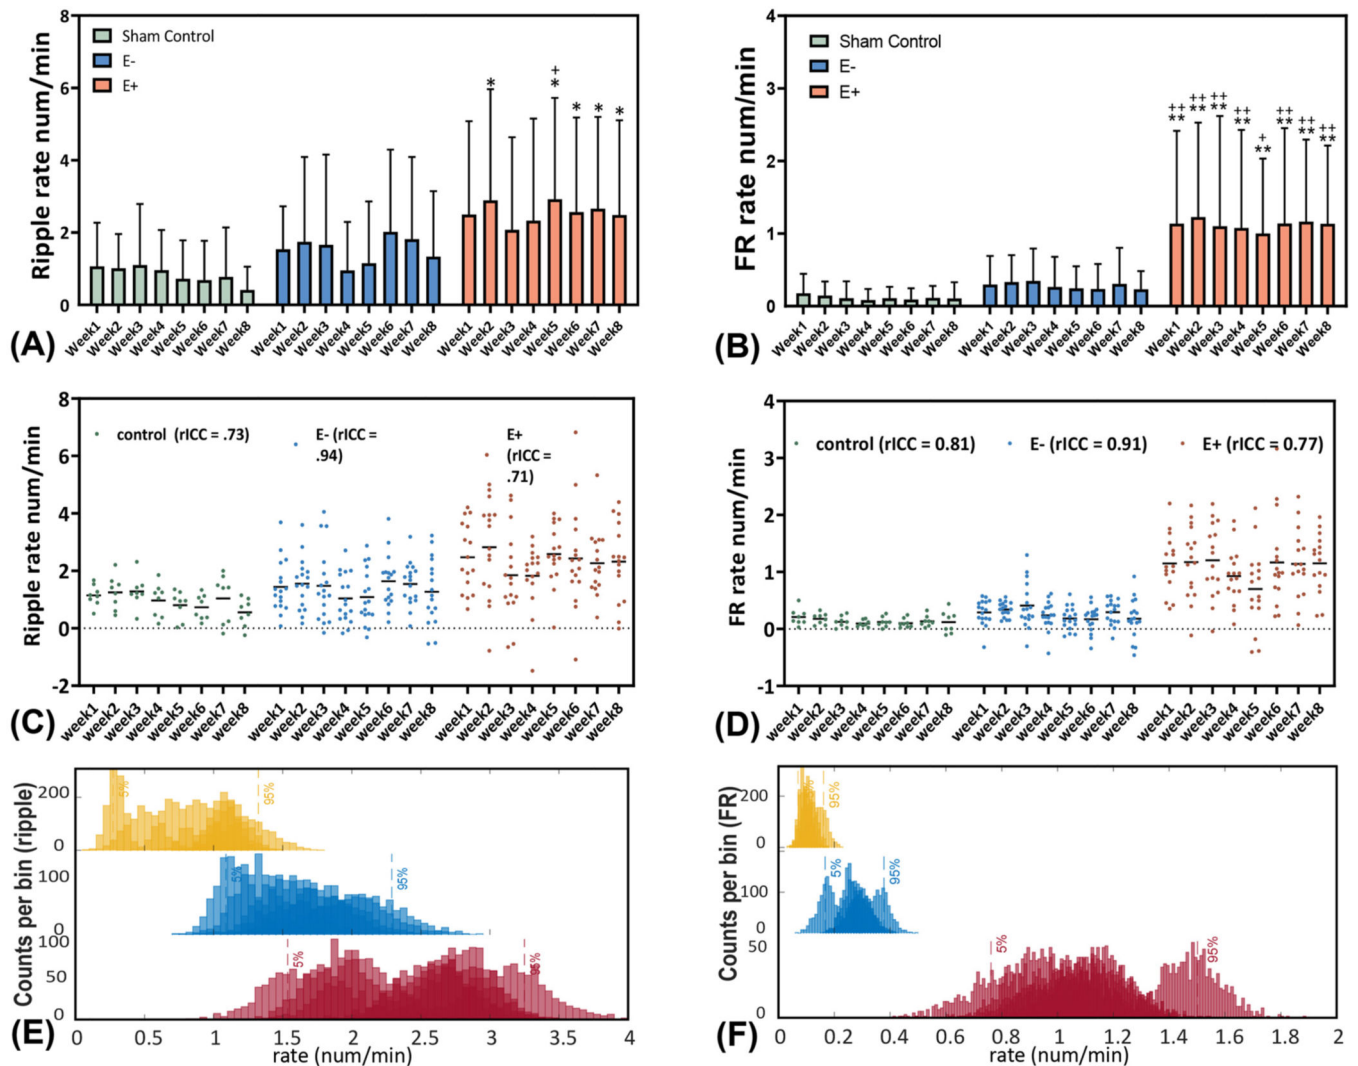 Ripple rate num/min
8
6
4
2
0
Sham Control
E-
E+
*
+
*
*
*
*
Week1 Week2 Week3 Week4 Week5 Week6 Week7 Week8 Week1 Week2 Week3 Week4 Week5 Week6 Week7 Week8 Week1 Week2 Week3 Week4 Week5 Week6 Week7 Week8
(A)
FR rate num/min
4
3
2
1
0
Sham Control
E-
E+
++ ++ ++ ++ + ++ ++ ++
** ** ** ** ** ** ** **
Week1 Week2 Week3 Week4 Week5 Week6 Week7 Week8 Week1 Week2 Week3 Week4 Week5 Week6 Week7 Week8 Week1 Week2 Week3 Week4 Week5 Week6 Week7 Week8
(B)
Ripple rate num/min
8
6
4
2
0
-2
control (rICC = .73)
E- (rICC =
.94)
E+
(rICC =
.71)
week1 week2 week3 week4 week5 week6 week7 week8 week1 week2 week3 week4 week5 week6 week7 week8 week1 week2 week3 week4 week5 week6 week7 week8
(C)
FR rate num/min
4
3
2
1
0
-1
control (rICC = 0.81)
E- (rICC = 0.91)
E+ (rICC = 0.77)
week1 week2 week3 week4 week5 week6 week7 week8 week1 week2 week3 week4 week5 week6 week7 week8 week1 week2 week3 week4 week5 week6 week7 week8
(D)
Counts per bin (ripple)
200
0
100
0
100
50
0
5%
95%
5%
95%
5%
95%
0 0.5 1 1.5 2 2.5 3 3.5 4
rate (num/min)
(E)
Counts per bin (FR)
200
0
100
0
50
0
95%
5%
95%
5%
95%
0 0.2 0.4 0.6 0.8 1 1.2 1.4 1.6 1.8 2
rate (num/min)
(F)